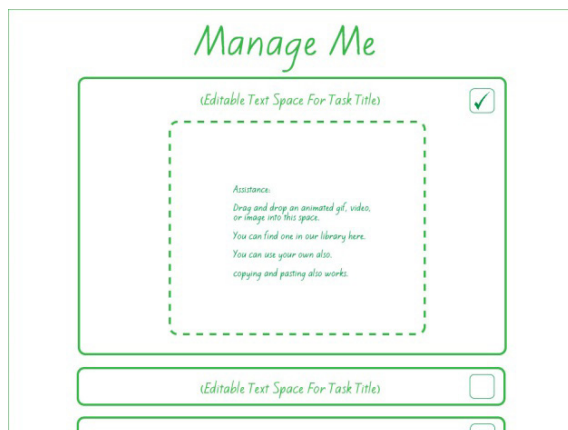 Manage Me
(Editable Text Space For Task Title)
Assistance:
Drag and drop an animated gif, video,
or image into this space.
You can find one in our library here.
You can use your own also.
copying and pasting also works.
(Editable Text Space For Task Title)